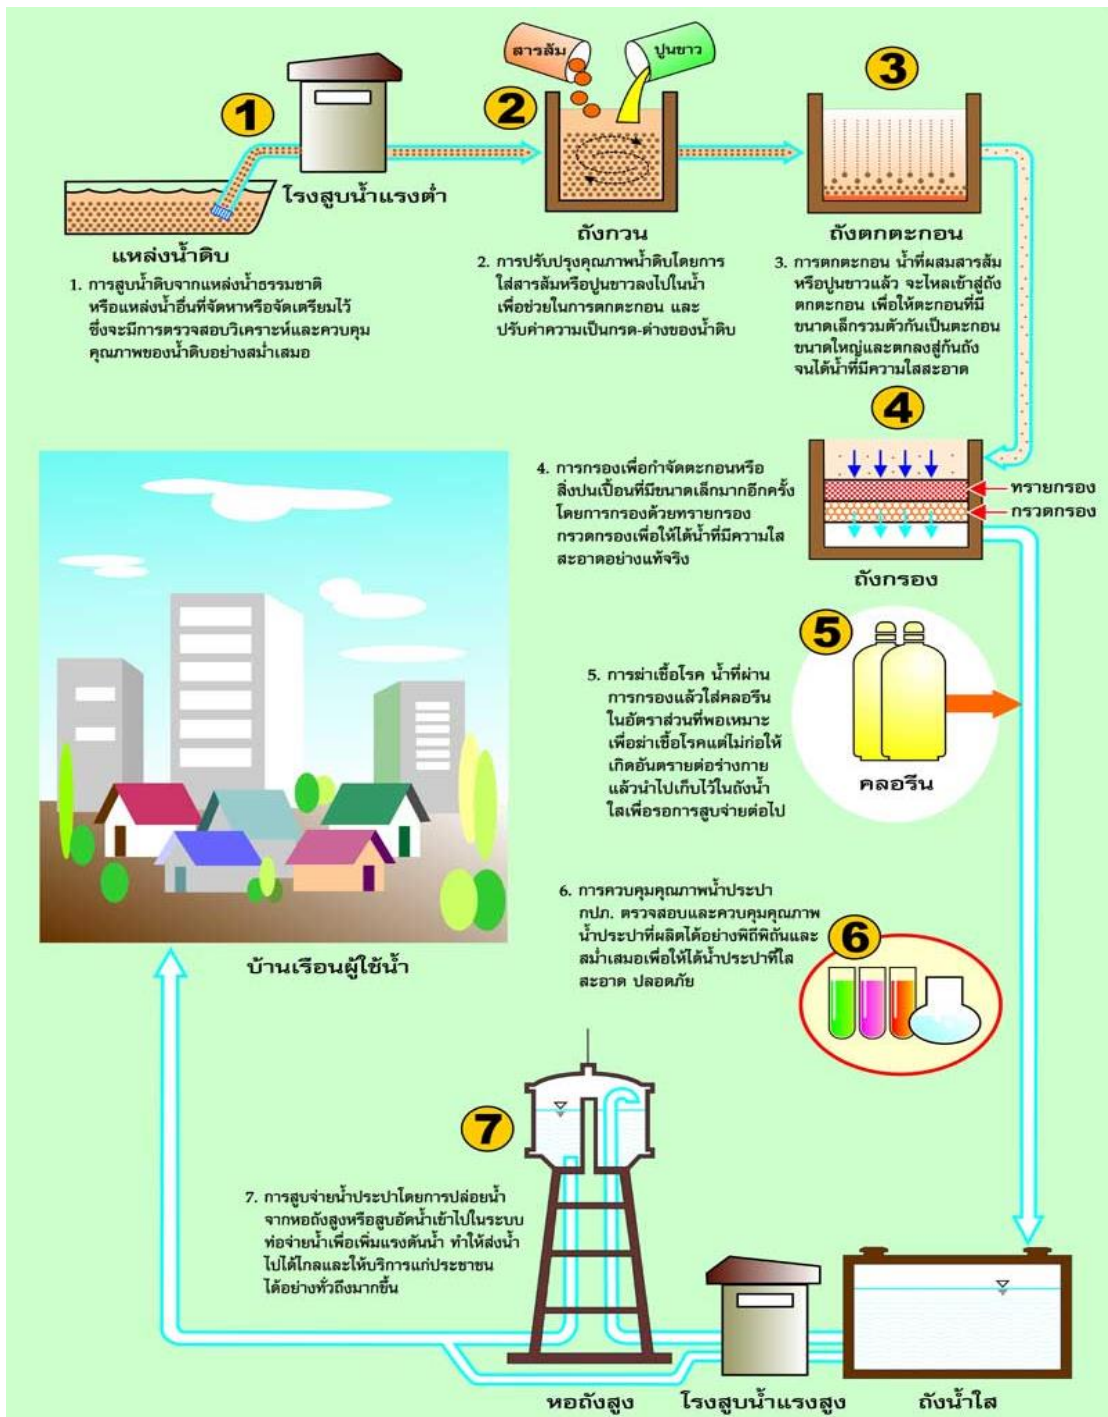 สารส้ม
ปูนขาว
1
2
3
โรงสูบน้ำแรงต่ำ
แหล่งน้ำดิบ
1. การสูบน้ำดิบจากแหล่งน้ำธรรมชาติ
หรือแหล่งน้ำอื่นที่จัดหาหรือจัดเตรียมไว้
ซึ่งจะมีการตรวจสอบวิเคราะห์และควบคุม
คุณภาพของน้ำดิบอย่างสม่ำเสมอ
ถังกวน
2. การปรับปรุงคุณภาพน้ำดิบโดยการ
ใส่สารส้มหรือปูนขาวลงไปในน้ำ
เพื่อช่วยในการตกตะกอน และ
ปรับค่าความเป็นกรด-ด่างของน้ำดิบ
ถังตกตะกอน
3. การตกตะกอน น้ำที่ผสมสารส้ม
หรือปูนขาวแล้ว จะไหลเข้าสู่ถัง
ตกตะกอน เพื่อให้ตะกอนที่มี
ขนาดเล็กรวมตัวกันเป็นตะกอน
ขนาดใหญ่และตกลงสู่ก้นถัง
จนได้น้ำที่มีความใสสะอาด
4
4. การกรองเพื่อกำจัดตะกอนหรือ
สิ่งปนเปื้อนที่มีขนาดเล็กมากอีกครั้ง
โดยการกรองด้วยทรายกรอง
กรวดกรองเพื่อให้ได้น้ำที่มีความใส
สะอาดอย่างแท้จริง
ทรายกรอง
กรวดกรอง
ถังกรอง
5
5. การฆ่าเชื้อโรค น้ำที่ผ่าน
การกรองแล้วใส่คลอรีน
ในอัตราส่วนที่พอเหมาะ
เพื่อฆ่าเชื้อโรคแต่ไม่ก่อให้
เกิดอันตรายต่อร่างกาย
แล้วนำไปเก็บไว้ในถังน้ำ
ใสเพื่อรอการสูบจ่ายต่อไป
คลอรีน
6. การควบคุมคุณภาพน้ำประปา
กปภ. ตรวจสอบและควบคุมคุณภาพ
น้ำประปาที่ผลิตได้อย่างพิถีพิถันและ
สม่ำเสมอเพื่อให้ได้น้ำประปาที่ใส
สะอาด ปลอดภัย
6
บ้านเรือนผู้ใช้น้ำ
7
7. การสูบจ่ายน้ำประปาโดยการปล่อยน้ำ
จากหอถังสูงหรือสูบอัดน้ำเข้าไปในระบบ
ท่อจ่ายน้ำเพื่อเพิ่มแรงดันน้ำ ทำให้ส่งน้ำ
ไปได้ไกลและให้บริการแก่ประชาชน
ได้อย่างทั่วถึงมากขึ้น
หอถังสูง
โรงสูบน้ำแรงสูง
ถังน้ำใส